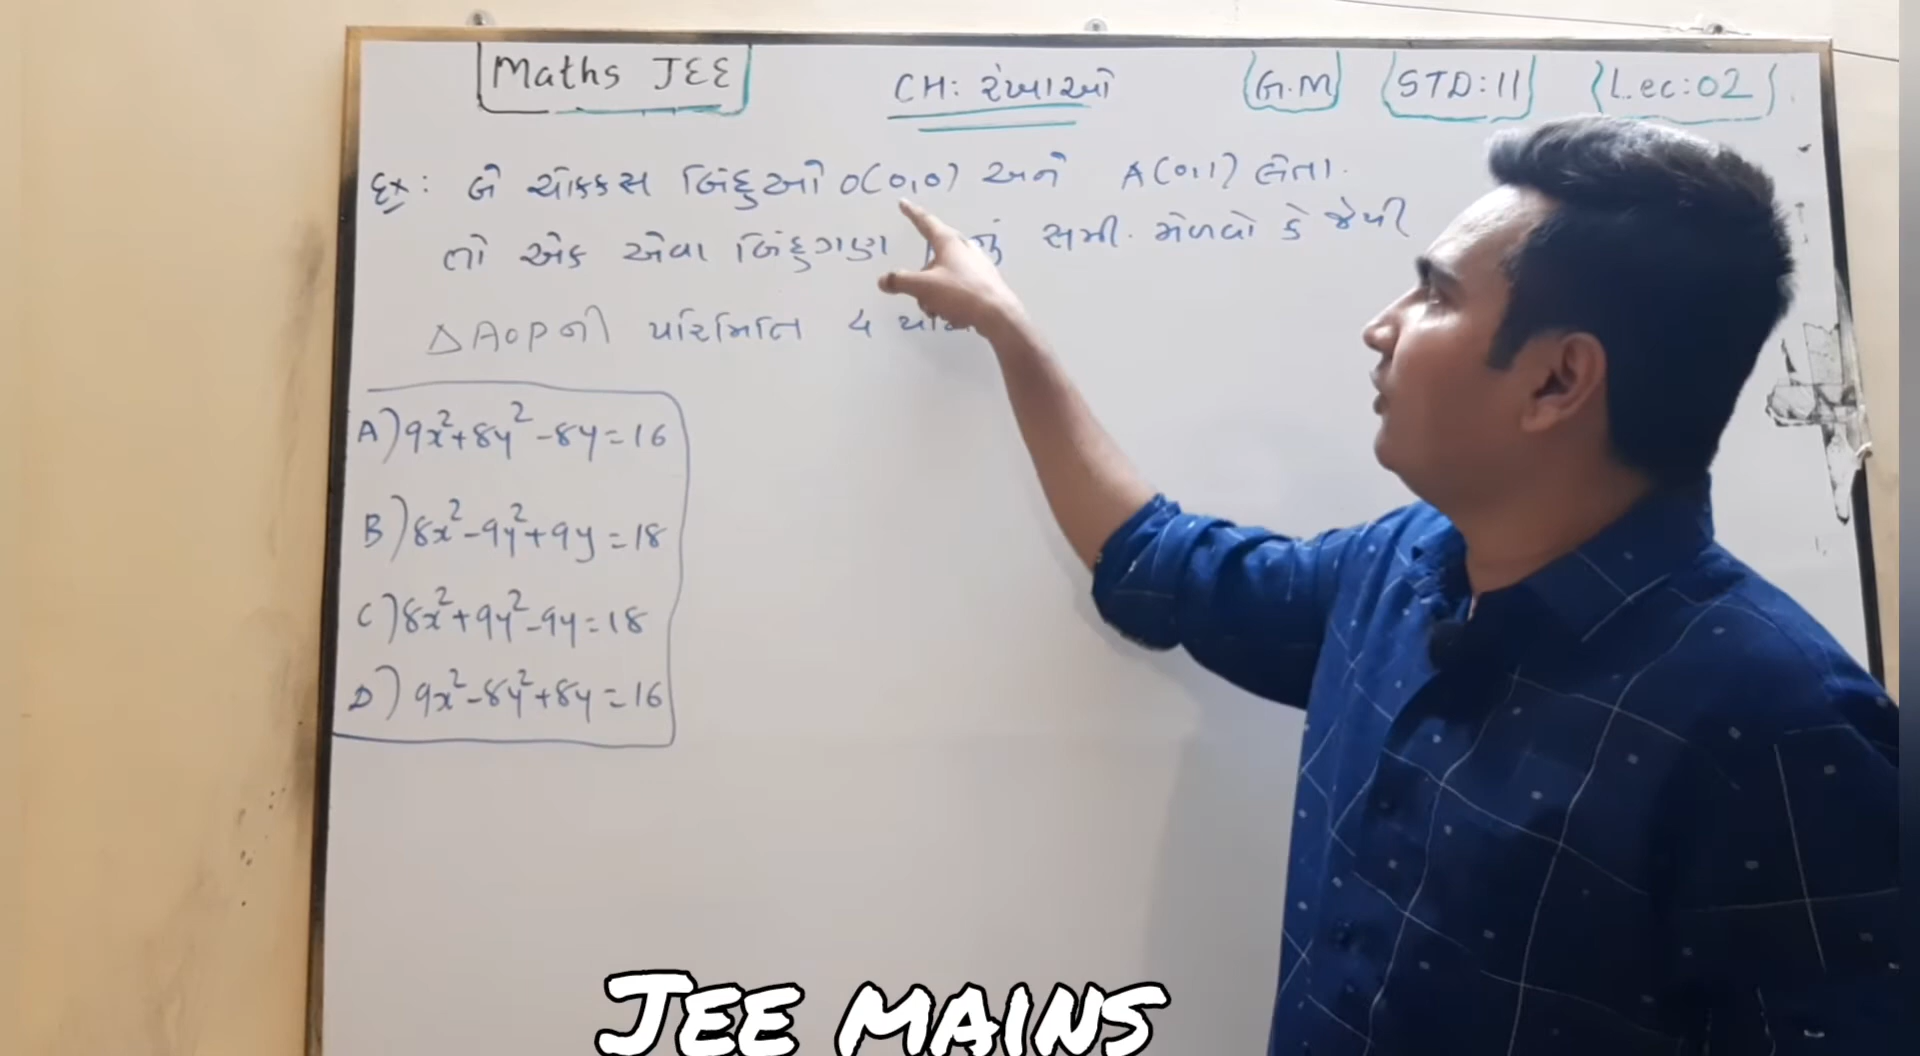 Maths JEE
CH: રેખાઓ
G.M
STD:11
Lec:02
Ex: બે ચોક્કસ બિંદુઓ O(0,0) અને A(0,1) લેતા.
તો એક એવા બિંદુગણ નું સમી. મેળવો કે જેથી
△AOPની પરિમિતિ 4
A) 9x²+8y²-8y=16
B) 8x²-9y²+9y=18
C) 8x²+9y²-9y=18
D) 9x²-8y²+8y=16
JEE MAINS